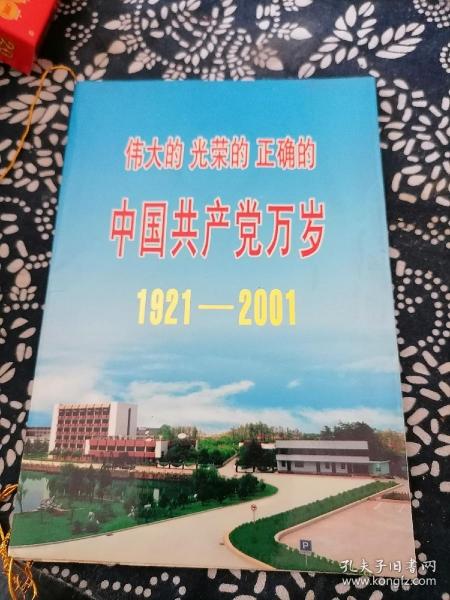 伟大的 光荣的 正确的
中国共产党万岁
1921—2001
P
孔夫子旧书网
www.kongfz.com